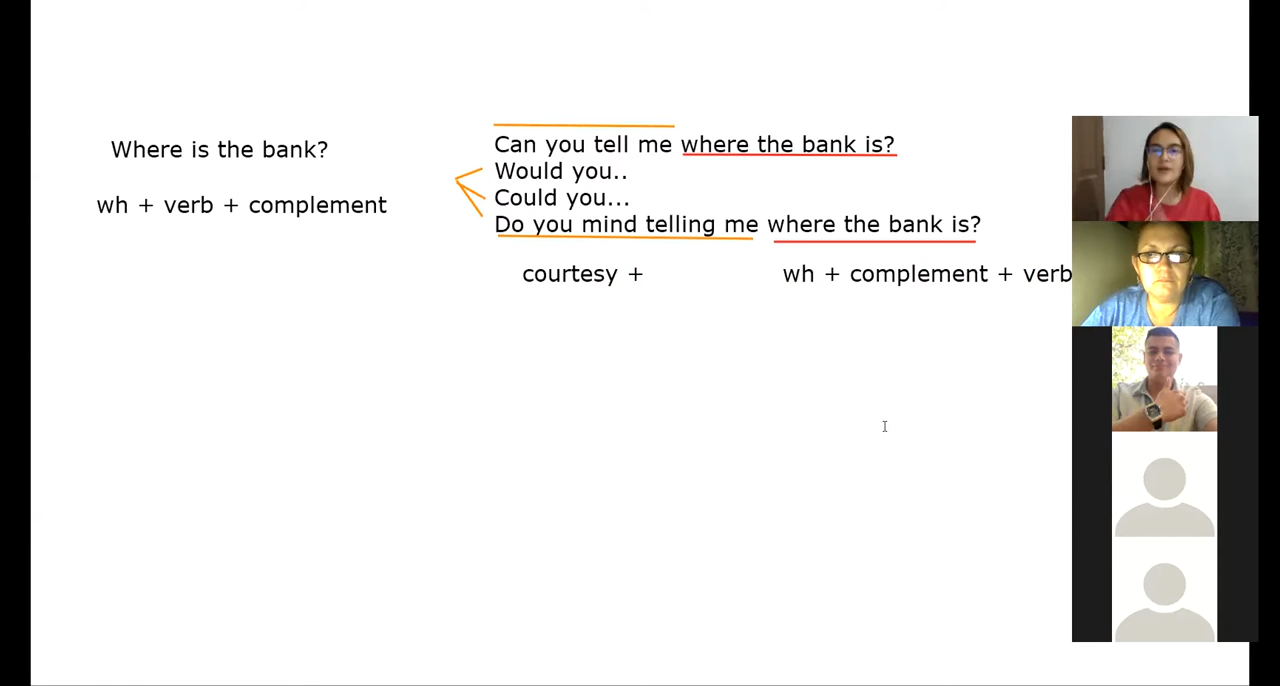 Where is the bank?
wh + verb + complement
Can you tell me where the bank is?
Would you..
Could you...
Do you mind telling me where the bank is?
courtesy + wh + complement + verb